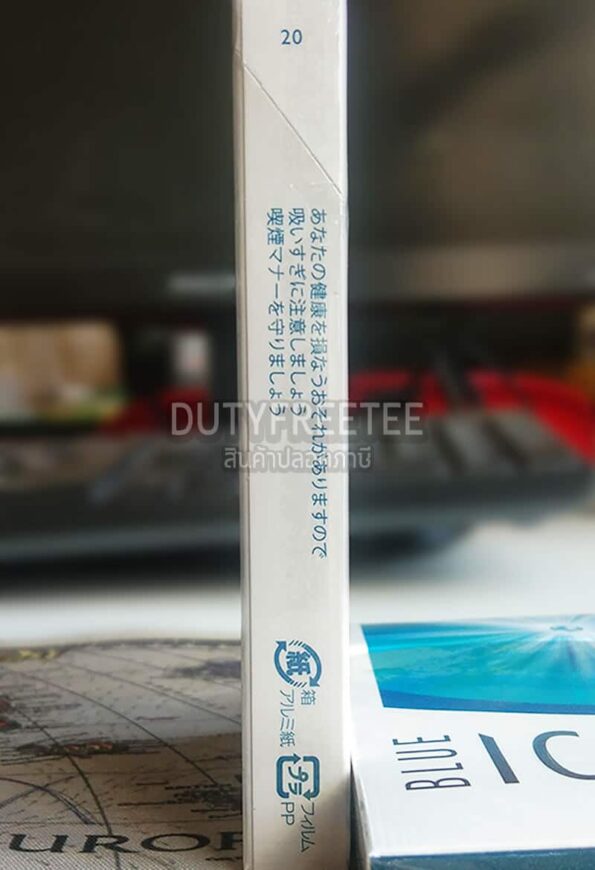 20
あなたの健康を損なうおそれがありますので
吸いすぎに注意しましょう
喫煙マナーを守りましょう
DUTYFREETEE
สินค้าปลอดภาษี
紙
箱
アルミ紙
プラ
フィルム
PP
BLUE
IC
UROP